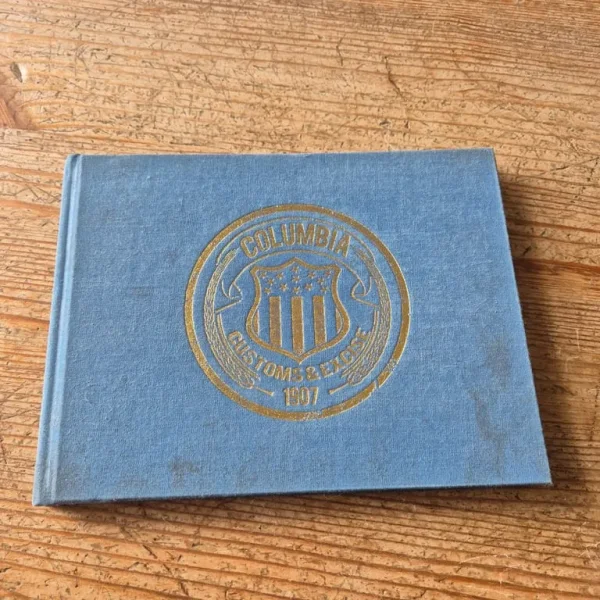 COLUMBIA
CUSTOMS & EXCISE
1907